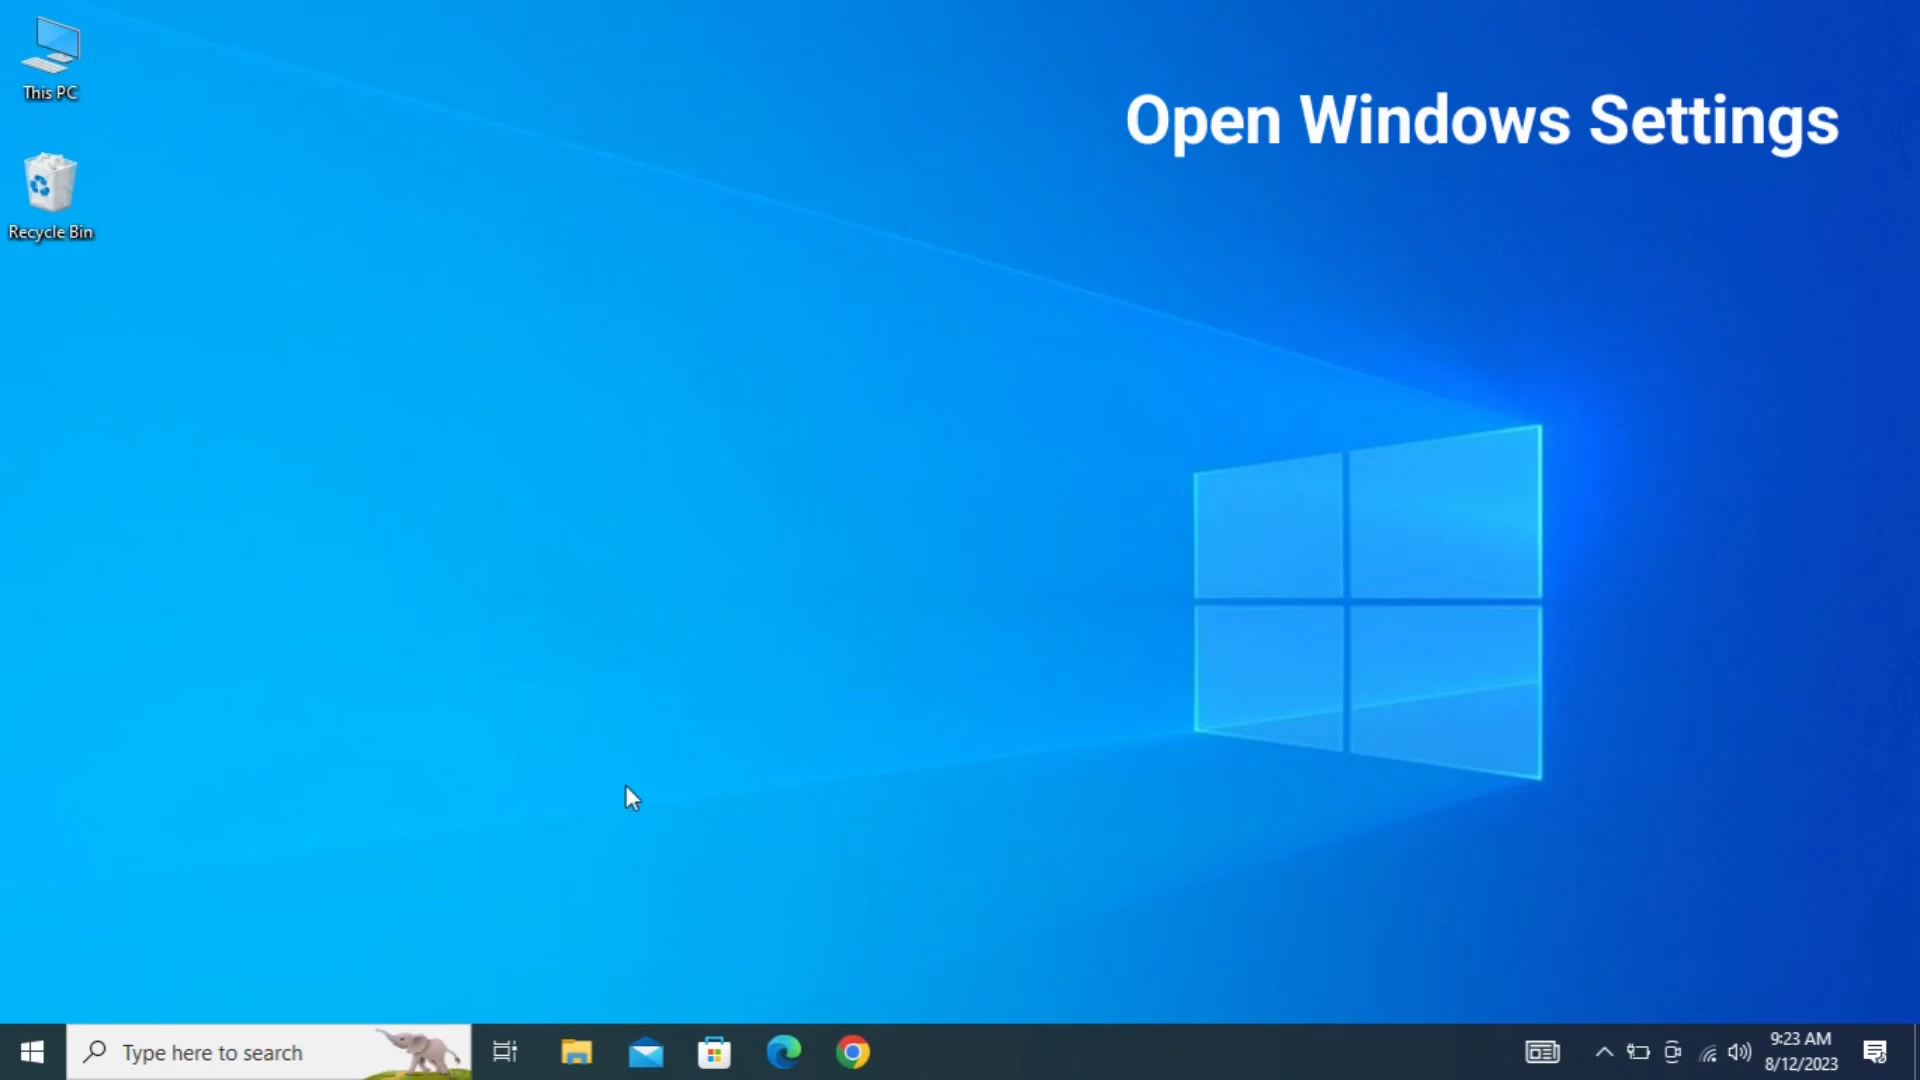 This PC
Open Windows Settings
Recycle Bin
Type here to search
9:23 AM
8/12/2023